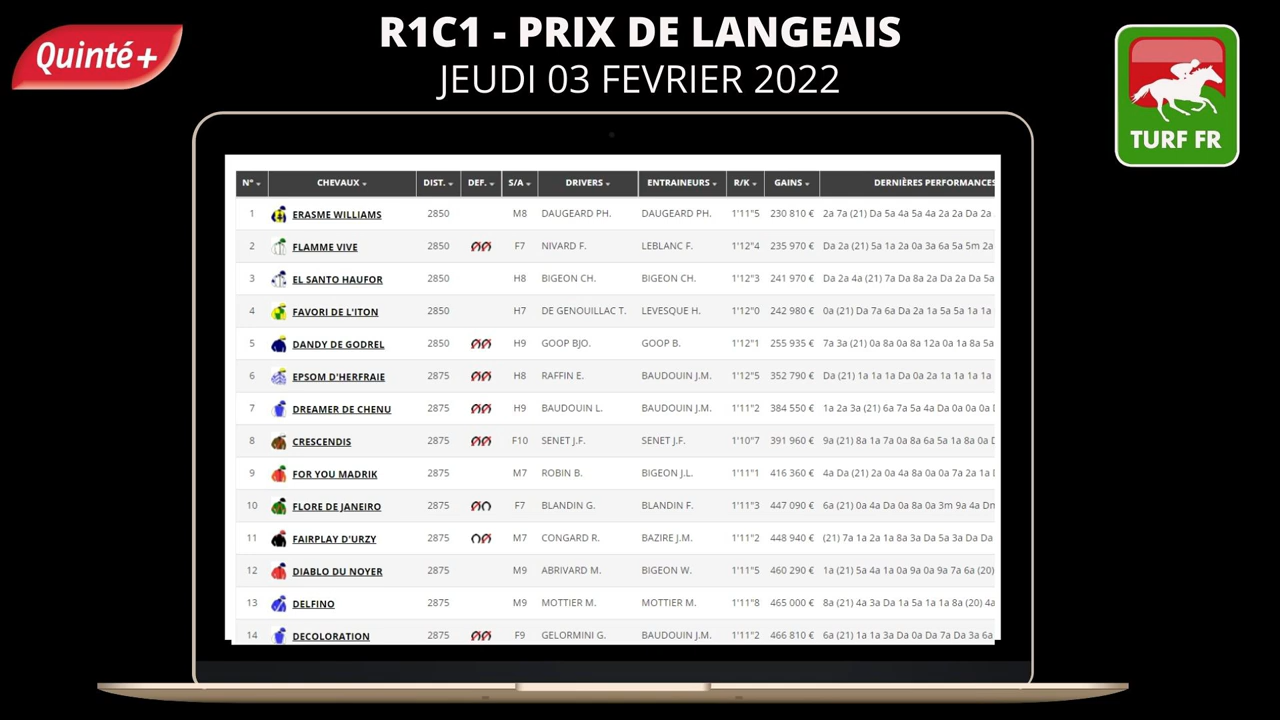 Quinté+
R1C1 - PRIX DE LANGEAIS
JEUDI 03 FEVRIER 2022
TURF FR
N° CHEVAUX DIST. DEF. S/A DRIVERS ENTRAINEURS R/K GAINS DERNIÈRES PERFORMANCES
1 ERASME WILLIAMS 2850 M8 DAUGEARD PH. DAUGEARD PH. 1'11"5 230 810 € 2a 7a (21) Da 5a 4a 5a 4a 2a 2a Da 2a
2 FLAMME VIVE 2850 F7 NIVARD F. LEBLANC F. 1'12"4 235 970 € Da 2a (21) 5a 1a 2a 0a 3a 6a 5a 5m 2a
3 EL SANTO HAUFOR 2850 H8 BIGEON CH. BIGEON CH. 1'12"3 241 970 € Da 2a 4a (21) 7a Da 8a 2a Da 2a Da 5a
4 FAVORI DE L'ITON 2850 H7 DE GENOUILLAC T. LEVESQUE H. 1'12"0 242 980 € 0a (21) Da 7a 6a Da 2a 1a 5a 5a 1a 1a
5 DANDY DE GODREL 2850 H9 GOOP BJO. GOOP B. 1'12"1 255 935 € 7a 3a (21) 0a 8a 0a 8a 12a 0a 1a 8a 5a
6 EPSOM D'HERFRAIE 2875 H8 RAFFIN E. BAUDOUIN J.M. 1'12"5 352 790 € Da (21) 1a 1a 1a Da 0a 2a 1a 1a 1a 1a
7 DREAMER DE CHENU 2875 H9 BAUDOUIN L. BAUDOUIN J.M. 1'11"2 384 550 € 1a 2a 3a (21) 6a 7a 5a 4a Da 0a 0a 0a
8 CRESCENDIS 2875 F10 SENET J.F. SENET J.F. 1'10"7 391 960 € 9a (21) 8a 1a 7a 0a 8a 6a 5a 1a 8a 0a
9 FOR YOU MADRIK 2875 M7 ROBIN B. BIGEON J.L. 1'11"1 416 360 € 4a Da (21) 2a 0a 4a 8a 0a 0a 7a 2a 1a
10 FLORE DE JANEIRO 2875 F7 BLANDIN G. BLANDIN F. 1'11"3 447 090 € 6a (21) 0a 4a Da 0a 8a 0a 3m 9a 4a
11 FAIRPLAY D'URZY 2875 M7 CONGARD R. BAZIRE J.M. 1'11"2 448 940 € (21) 7a 1a 2a 1a 8a 3a Da 5a 3a Da Da
12 DIABLO DU NOYER 2875 M9 ABRIVARD M. BIGEON W. 1'11"5 460 290 € 1a (21) 5a 4a 1a 0a 9a 0a 9a 7a 6a (20)
13 DELFINO 2875 M9 MOTTIER M. MOTTIER M. 1'11"8 465 000 € 8a (21) 4a 3a Da 1a 5a 1a 1a 8a (20) 4a
14 DECOLORATION 2875 F9 GELORMINI G. BAUDOUIN J.M. 1'11"2 466 810 € 6a (21) 1a 1a 3a Da 0a Da 7a Da 3a 6a